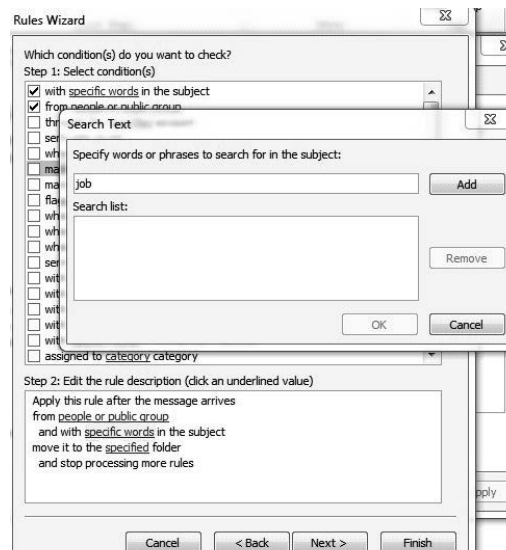 Rules Wizard
Which condition(s) do you want to check?
Step 1: Select condition(s)
with specific words in the subject
from people or public group
Search Text
Specify words or phrases to search for in the subject:
job
Add
Search list:
Remove
OK
Cancel
assigned to category category
Step 2: Edit the rule description (click an underlined value)
Apply this rule after the message arrives
from people or public group
and with specific words in the subject
move it to the specified folder
and stop processing more rules
pply
Cancel
< Back
Next >
Finish